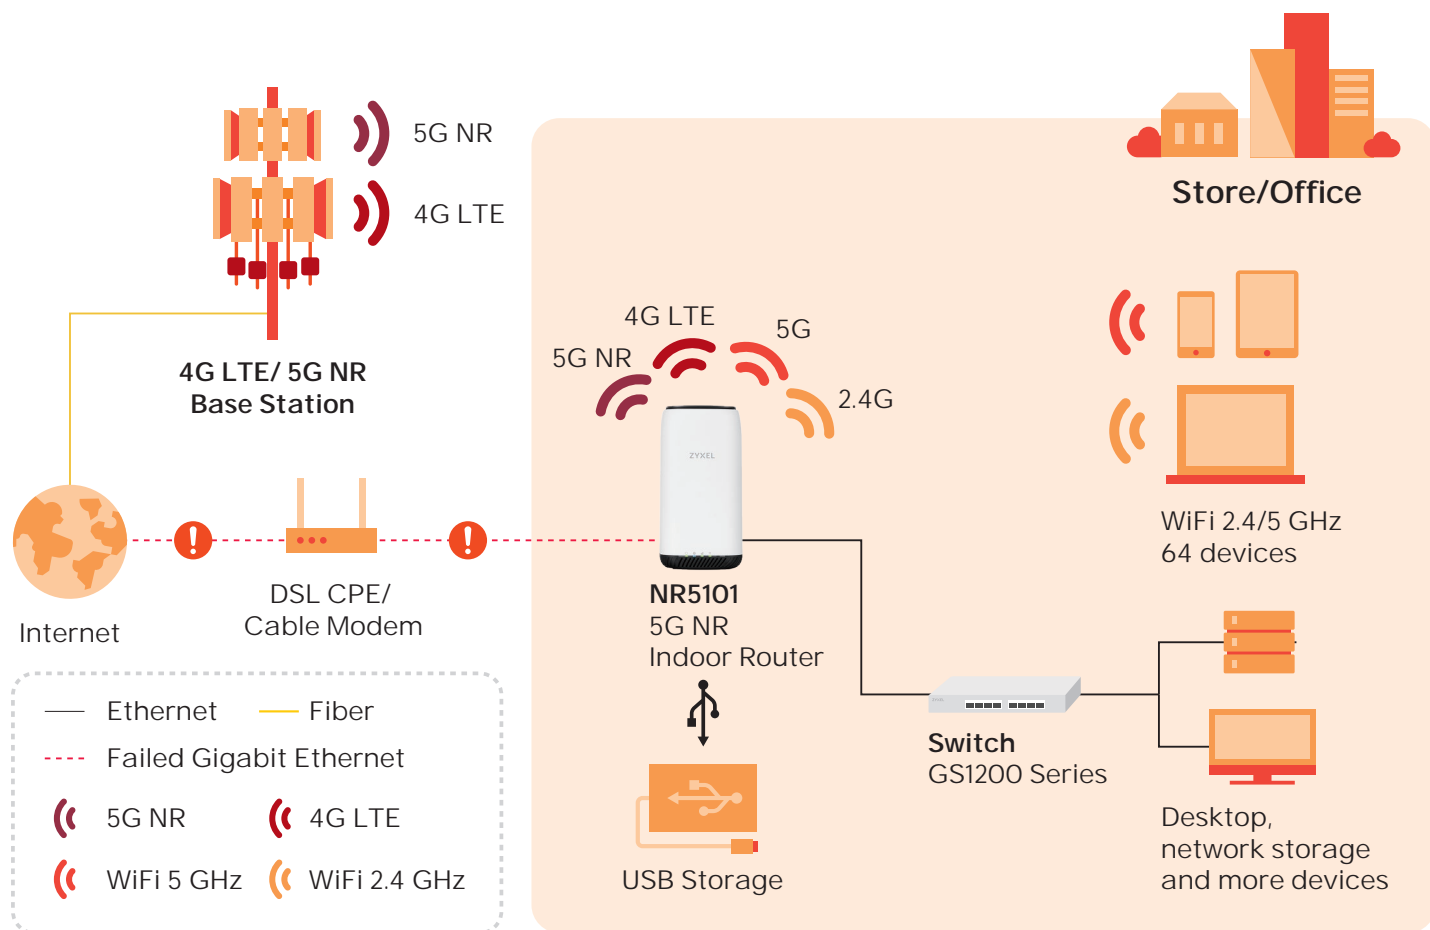 5G NR
4G LTE
4G LTE/ 5G NR
Base Station
Store/Office
4G LTE
5G
5G NR
2.4G
ZYXEL
WiFi 2.4/5 GHz
64 devices
Internet
DSL CPE/
Cable Modem
NR5101
5G NR
Indoor Router
Switch
GS1200 Series
Desktop,
network storage
and more devices
USB Storage
Ethernet
Fiber
Failed Gigabit Ethernet
5G NR
4G LTE
WiFi 5 GHz
WiFi 2.4 GHz